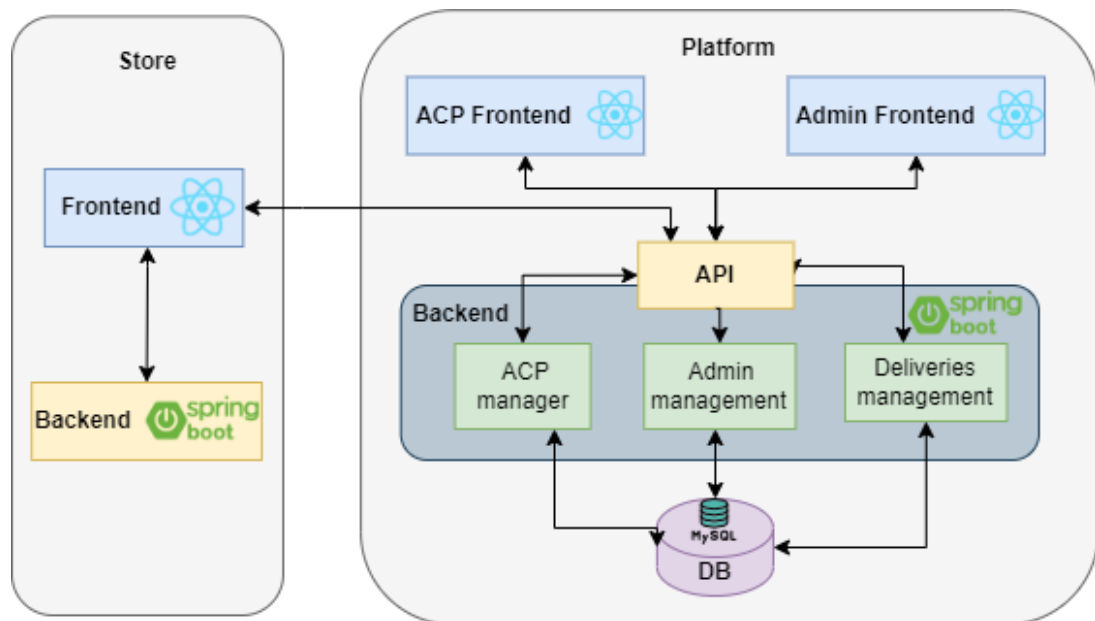 Store
Platform
ACP Frontend
Admin Frontend
Frontend
API
Backend
spring
boot
ACP
manager
Admin
management
Deliveries
management
Backend
spring
boot
MySQL
DB